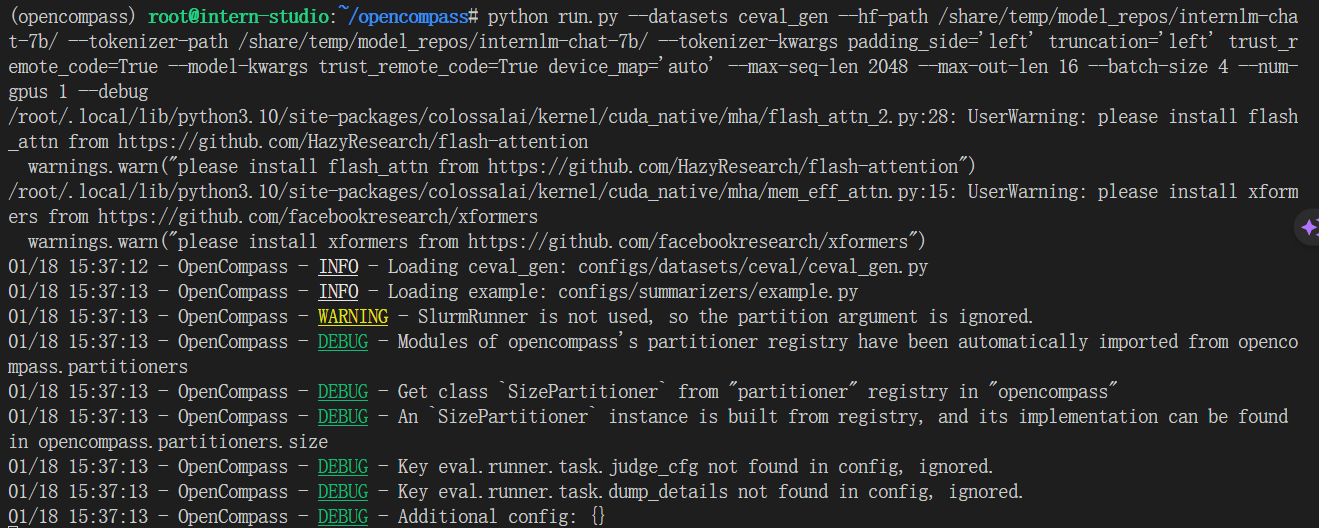 (opencompass) root@intern-studio:~/opencompass# python run.py --datasets ceval_gen --hf-path /share/temp/model_repos/internlm-cha
t-7b/ --tokenizer-path /share/temp/model_repos/internlm-chat-7b/ --tokenizer-kwargs padding_side='left' truncation='left' trust_r
emote_code=True --model-kwargs trust_remote_code=True device_map='auto' --max-seq-len 2048 --max-out-len 16 --batch-size 4 --num-
gpus 1 --debug
/root/.local/lib/python3.10/site-packages/colossalai/kernel/cuda_native/mha/flash_attn_2.py:28: UserWarning: please install flash
_attn from https://github.com/HazyResearch/flash-attention
  warnings.warn("please install flash_attn from https://github.com/HazyResearch/flash-attention")
/root/.local/lib/python3.10/site-packages/colossalai/kernel/cuda_native/mha/mem_eff_attn.py:15: UserWarning: please install xform
ers from https://github.com/facebookresearch/xformers
  warnings.warn("please install xformers from https://github.com/facebookresearch/xformers")
01/18 15:37:12 - OpenCompass - INFO - Loading ceval_gen: configs/datasets/ceval/ceval_gen.py
01/18 15:37:13 - OpenCompass - INFO - Loading example: configs/summarizers/example.py
01/18 15:37:13 - OpenCompass - WARNING - SlurmRunner is not used, so the partition argument is ignored.
01/18 15:37:13 - OpenCompass - DEBUG - Modules of opencompass's partitioner registry have been automatically imported from openco
mpass.partitioners
01/18 15:37:13 - OpenCompass - DEBUG - Get class `SizePartitioner` from "partitioner" registry in "opencompass"
01/18 15:37:13 - OpenCompass - DEBUG - An `SizePartitioner` instance is built from registry, and its implementation can be found
in opencompass.partitioners.size
01/18 15:37:13 - OpenCompass - DEBUG - Key eval.runner.task.judge_cfg not found in config, ignored.
01/18 15:37:13 - OpenCompass - DEBUG - Key eval.runner.task.dump_details not found in config, ignored.
01/18 15:37:13 - OpenCompass - DEBUG - Additional config: {}